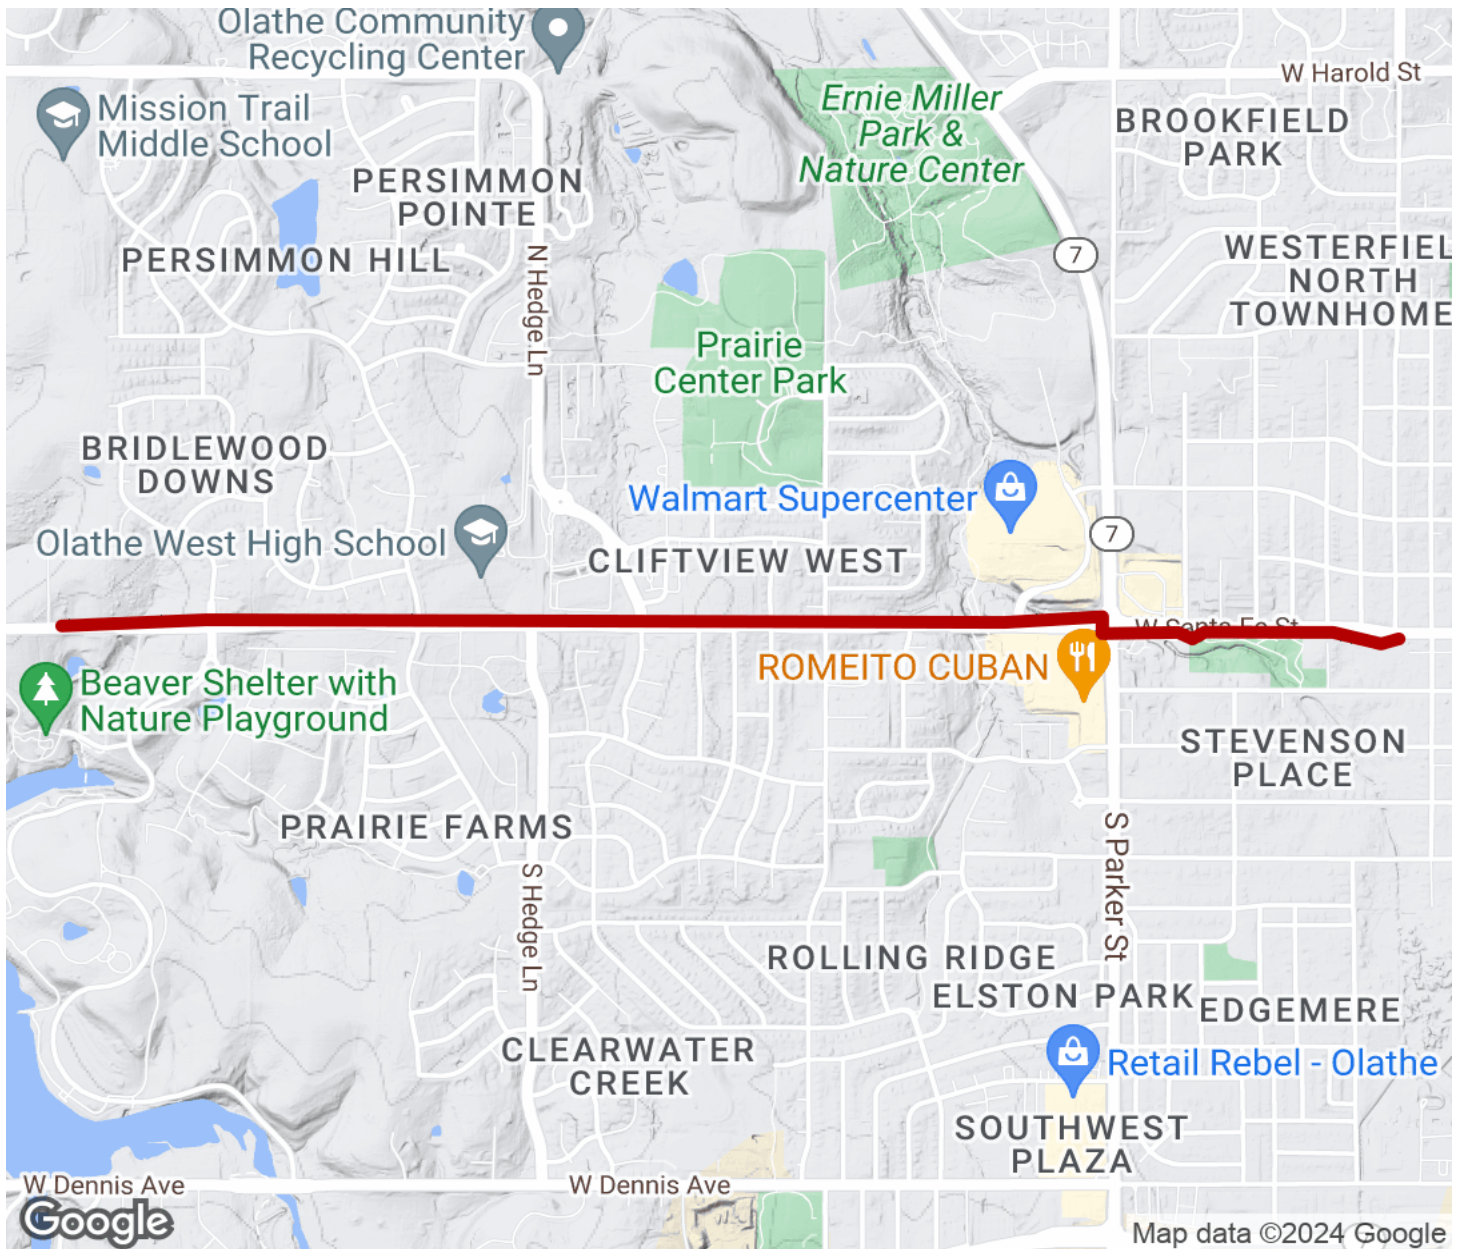 Olathe Community
Recycling Center
W Harold St
Mission Trail
Middle School
Ernie Miller
Park &
Nature Center
BROOKFIELD
PARK
PERSIMMON
POINTE
PERSIMMON HILL
N Hedge Ln
7
WESTERFIEL
NORTH
TOWNHOME
Prairie
Center Park
BRIDLEWOOD
DOWNS
Walmart Supercenter
7
Olathe West High School
CLIFTVIEW WEST
W Santa Fe St
ROMEITO CUBAN
Beaver Shelter with
Nature Playground
STEVENSON
PLACE
PRAIRIE FARMS
S Parker St
S Hedge Ln
ROLLING RIDGE
ELSTON PARK
EDGEMERE
CLEARWATER
CREEK
Retail Rebel - Olathe
SOUTHWEST
PLAZA
W Dennis Ave
W Dennis Ave
Google
Map data ©2024 Google